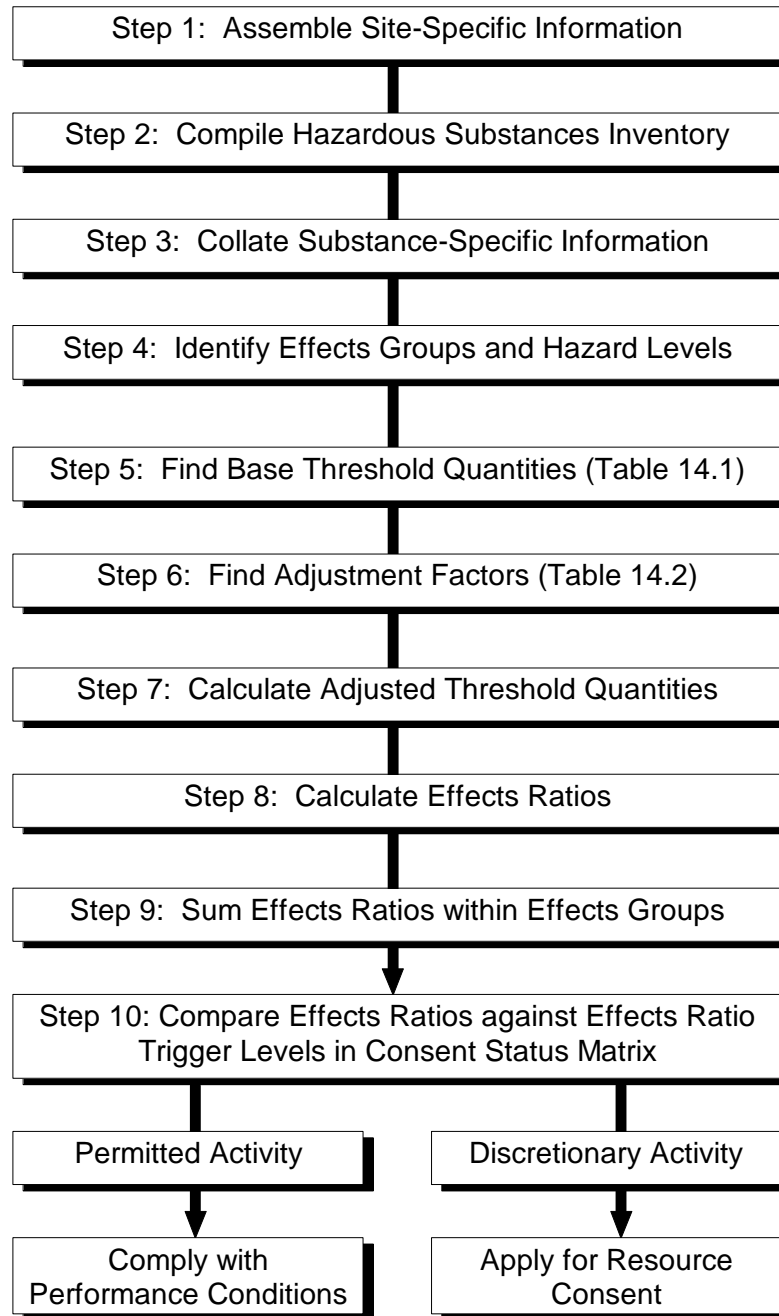 Step 1: Assemble Site-Specific Information
Step 2: Compile Hazardous Substances Inventory
Step 3: Collate Substance-Specific Information
Step 4: Identify Effects Groups and Hazard Levels
Step 5: Find Base Threshold Quantities (Table 14.1)
Step 6: Find Adjustment Factors (Table 14.2)
Step 7: Calculate Adjusted Threshold Quantities
Step 8: Calculate Effects Ratios
Step 9: Sum Effects Ratios within Effects Groups
Step 10: Compare Effects Ratios against Effects Ratio
Trigger Levels in Consent Status Matrix
Permitted Activity
Discretionary Activity
Comply with
Performance Conditions
Apply for Resource
Consent